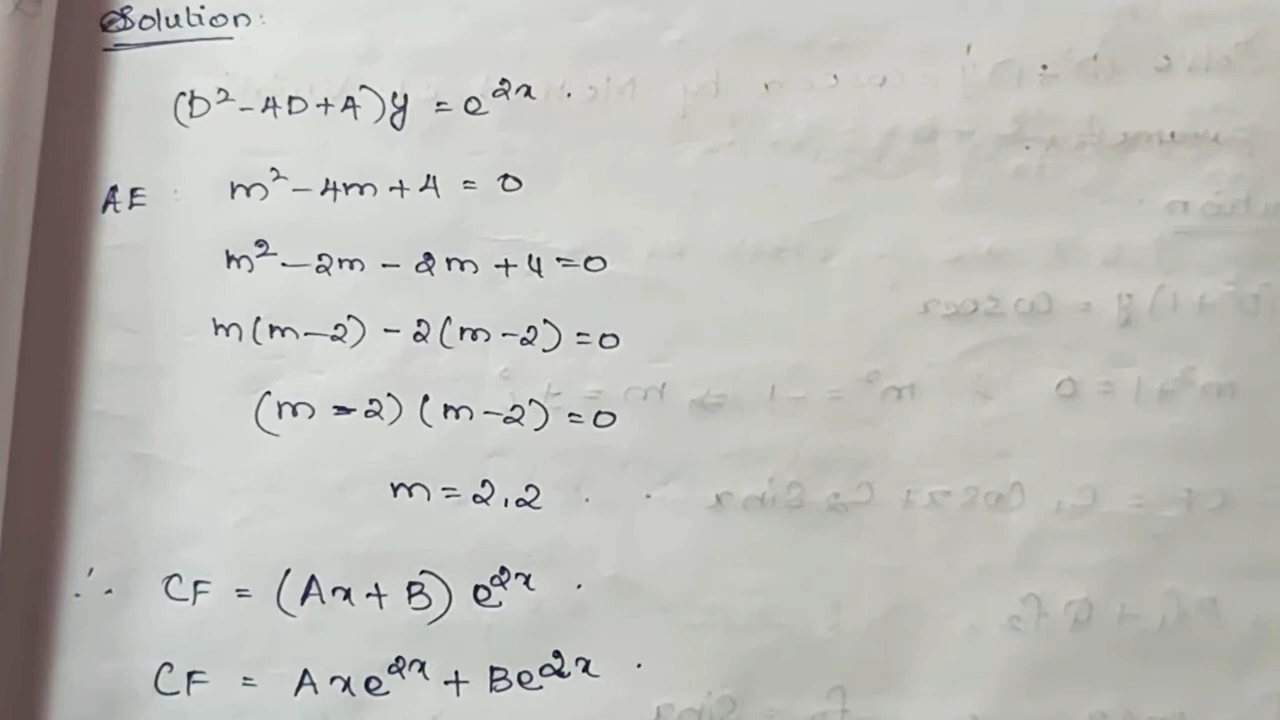 Solution:
(D² - 4D + 4)y = e^{2x} .
AE : m² - 4m + 4 = 0
m² - 2m - 2m + 4 = 0
m(m-2) - 2(m-2) = 0
(m-2)(m-2) = 0
m = 2,2 .
∴ CF = (Ax + B) e^{2x} .
CF = Axe^{2x} + Be^{2x} .